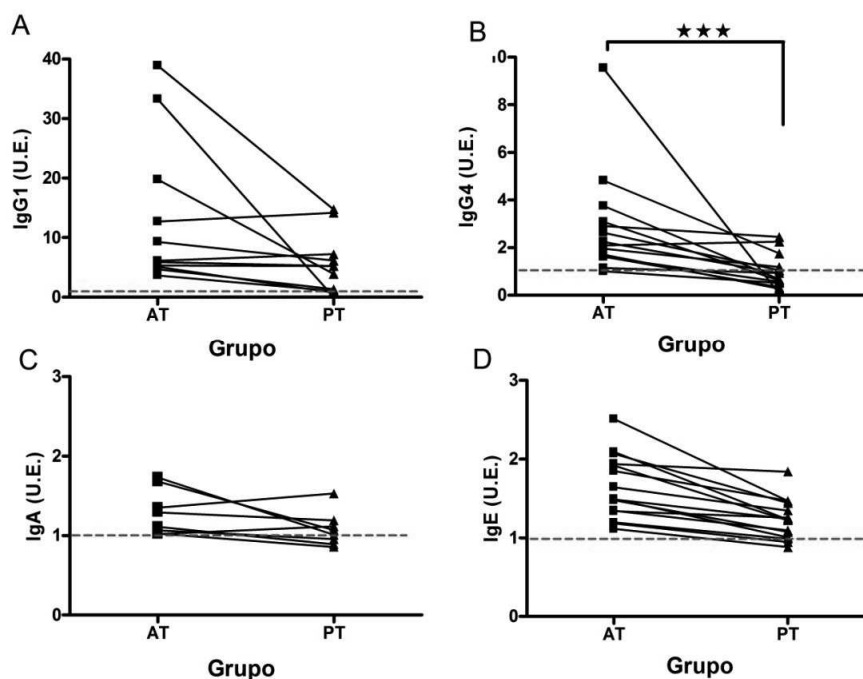 A
IgG1 (U.E.)
40
30
20
10
0
AT
PT
Grupo
B
★★★
IgG4 (U.E.)
0
8
6
4
2
0
AT
PT
Grupo
C
IgA (U.E.)
3
2
1
0
AT
PT
Grupo
D
IgE (U.E.)
3
2
1
0
AT
PT
Grupo